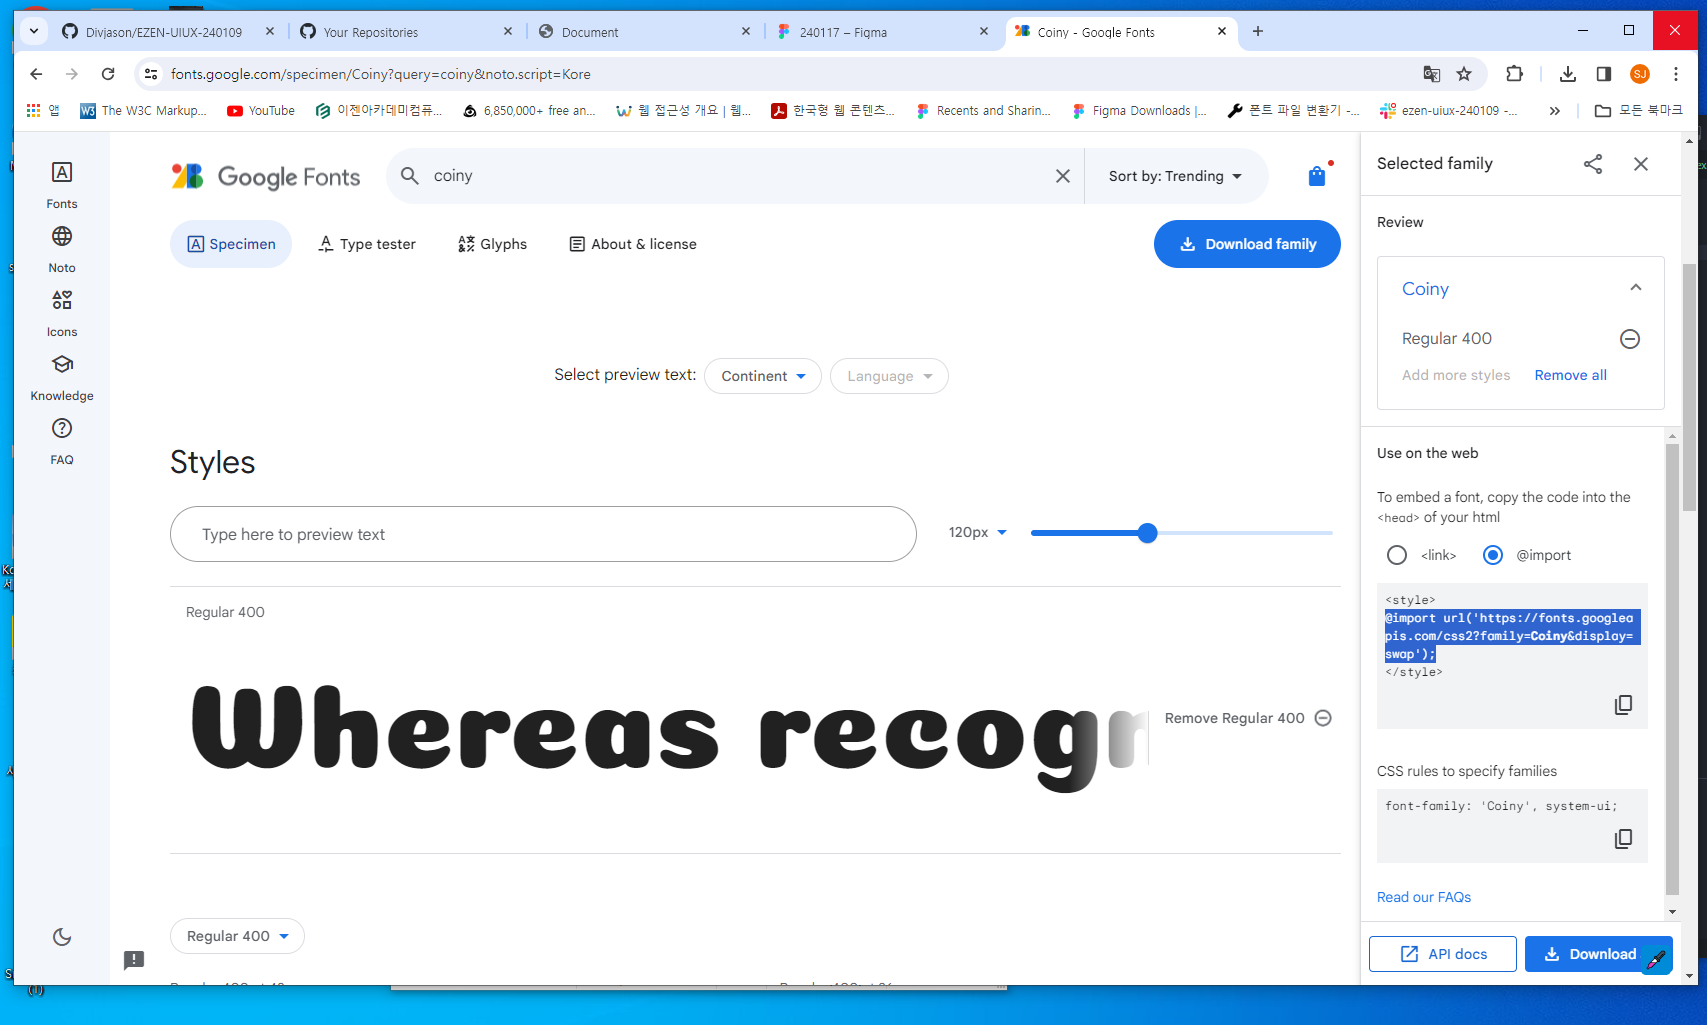 Divjason/EZEN-UIUX-240109
Your Repositories
Document
240117 – Figma
Coiny - Google Fonts
fonts.google.com/specimen/Coiny?query=coiny&noto.script=Kore
SJ
앱
The W3C Markup...
YouTube
이젠아카데미컴퓨...
6,850,000+ free an...
웹 접근성 개요 | 웹...
한국형 웹 콘텐츠...
Recents and Sharin...
Figma Downloads |...
폰트 파일 변환기 -...
ezen-uiux-240109 -...
»
모든 북마크
Fonts
Noto
Icons
Knowledge
FAQ
Google Fonts
coiny
Sort by: Trending
Specimen
Type tester
Glyphs
About & license
Download family
Select preview text:
Continent
Language
Styles
Type here to preview text
120px
Regular 400
Whereas recogn
Remove Regular 400
Regular 400
Selected family
Review
Coiny
Regular 400
Add more styles
Remove all
Use on the web
To embed a font, copy the code into the
<head> of your html
<link>
@import
<style>
@import url('https://fonts.googlea
pis.com/css2?family=Coiny&display=
swap');
</style>
CSS rules to specify families
font-family: 'Coiny', system-ui;
Read our FAQs
API docs
Download
(1)